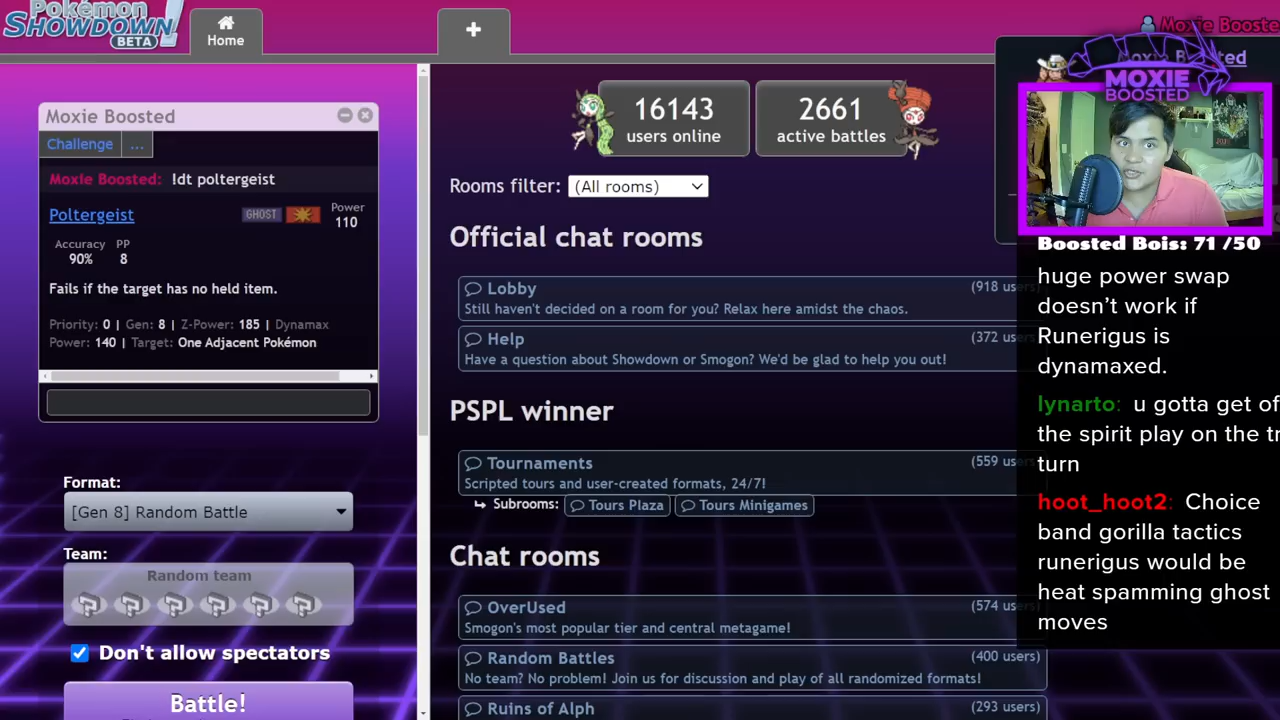 Pokémon
SHOWDOWN!
BETA
Home
+
Moxie Booste
Moxie Boosted
Challenge
...
Moxie Boosted: !dt poltergeist
Poltergeist
GHOST
Power
110
Accuracy
90%
PP
8
Fails if the target has no held item.
Priority: 0 | Gen: 8 | Z-Power: 185 | Dynamax
Power: 140 | Target: One Adjacent Pokémon
Format:
[Gen 8] Random Battle
Team:
Random team
Don't allow spectators
Battle!
16143
users online
2661
active battles
Rooms filter: (All rooms)
Official chat rooms
Lobby (918 users
Still haven't decided on a room for you? Relax here amidst the chaos.
Help (372 users
Have a question about Showdown or Smogon? We'd be glad to help you out!
PSPL winner
Tournaments (559 users
Scripted tours and user-created formats, 24/7!
Subrooms: Tours Plaza Tours Minigames
Chat rooms
OverUsed (574 users)
Smogon's most popular tier and central metagame!
Random Battles (400 users)
No team? No problem! Join us for discussion and play of all randomized formats!
Ruins of Alph (293 users)
MOXIE
BOOSTED
Boosted Bois: 71 /50
huge power swap
doesn't work if
Runerigus is
dynamaxed.
lynarto: u gotta get of
the spirit play on the tr
turn
hoot_hoot2: Choice
band gorilla tactics
runerigus would be
heat spamming ghost
moves